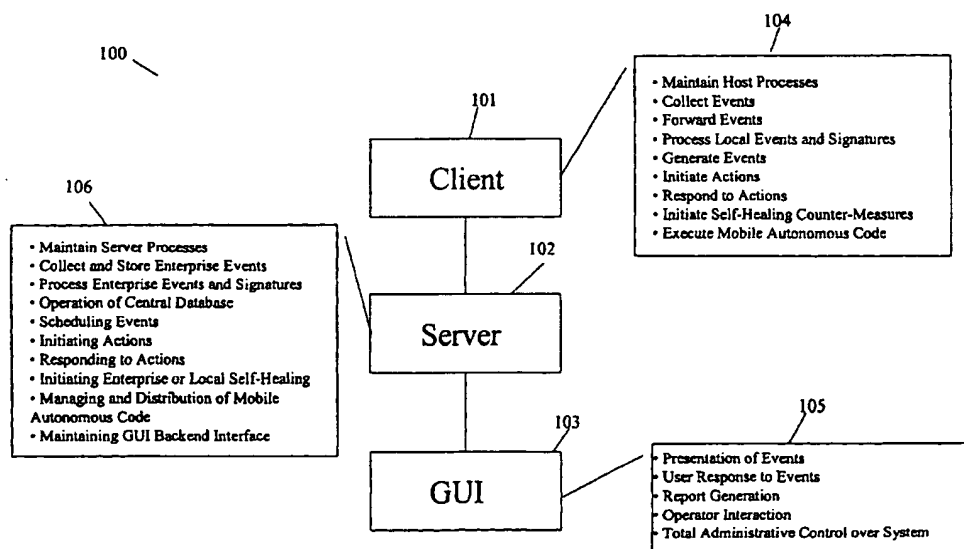 100
104
• Maintain Host Processes
• Collect Events
• Forward Events
• Process Local Events and Signatures
• Generate Events
• Initiate Actions
• Respond to Actions
• Initiate Self-Healing Counter-Measures
• Execute Mobile Autonomous Code
101
Client
106
• Maintain Server Processes
• Collect and Store Enterprise Events
• Process Enterprise Events and Signatures
• Operation of Central Database
• Scheduling Events
• Initiating Actions
• Responding to Actions
• Initiating Enterprise or Local Self-Healing
• Managing and Distribution of Mobile
Autonomous Code
• Maintaining GUI Backend Interface
102
Server
103
GUI
105
• Presentation of Events
• User Response to Events
• Report Generation
• Operator Interaction
• Total Administrative Control over System